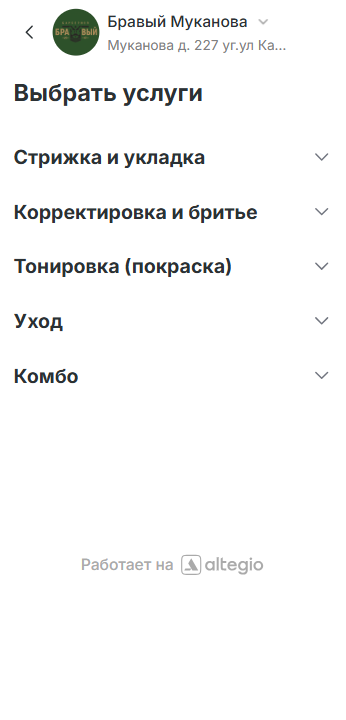 Бравый Муканова
Муканова д. 227 уг.ул Ка...
БРАВЫЙ
Выбрать услуги
Стрижка и укладка
Корректировка и бритье
Тонировка (покраска)
Уход
Комбо
Работает на altegio